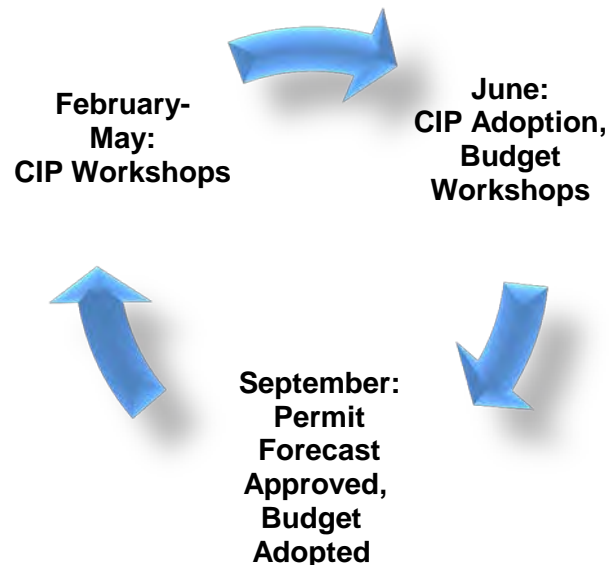 February-
May:
CIP Workshops
June:
CIP Adoption,
Budget
Workshops
September:
Permit
Forecast
Approved,
Budget
Adopted